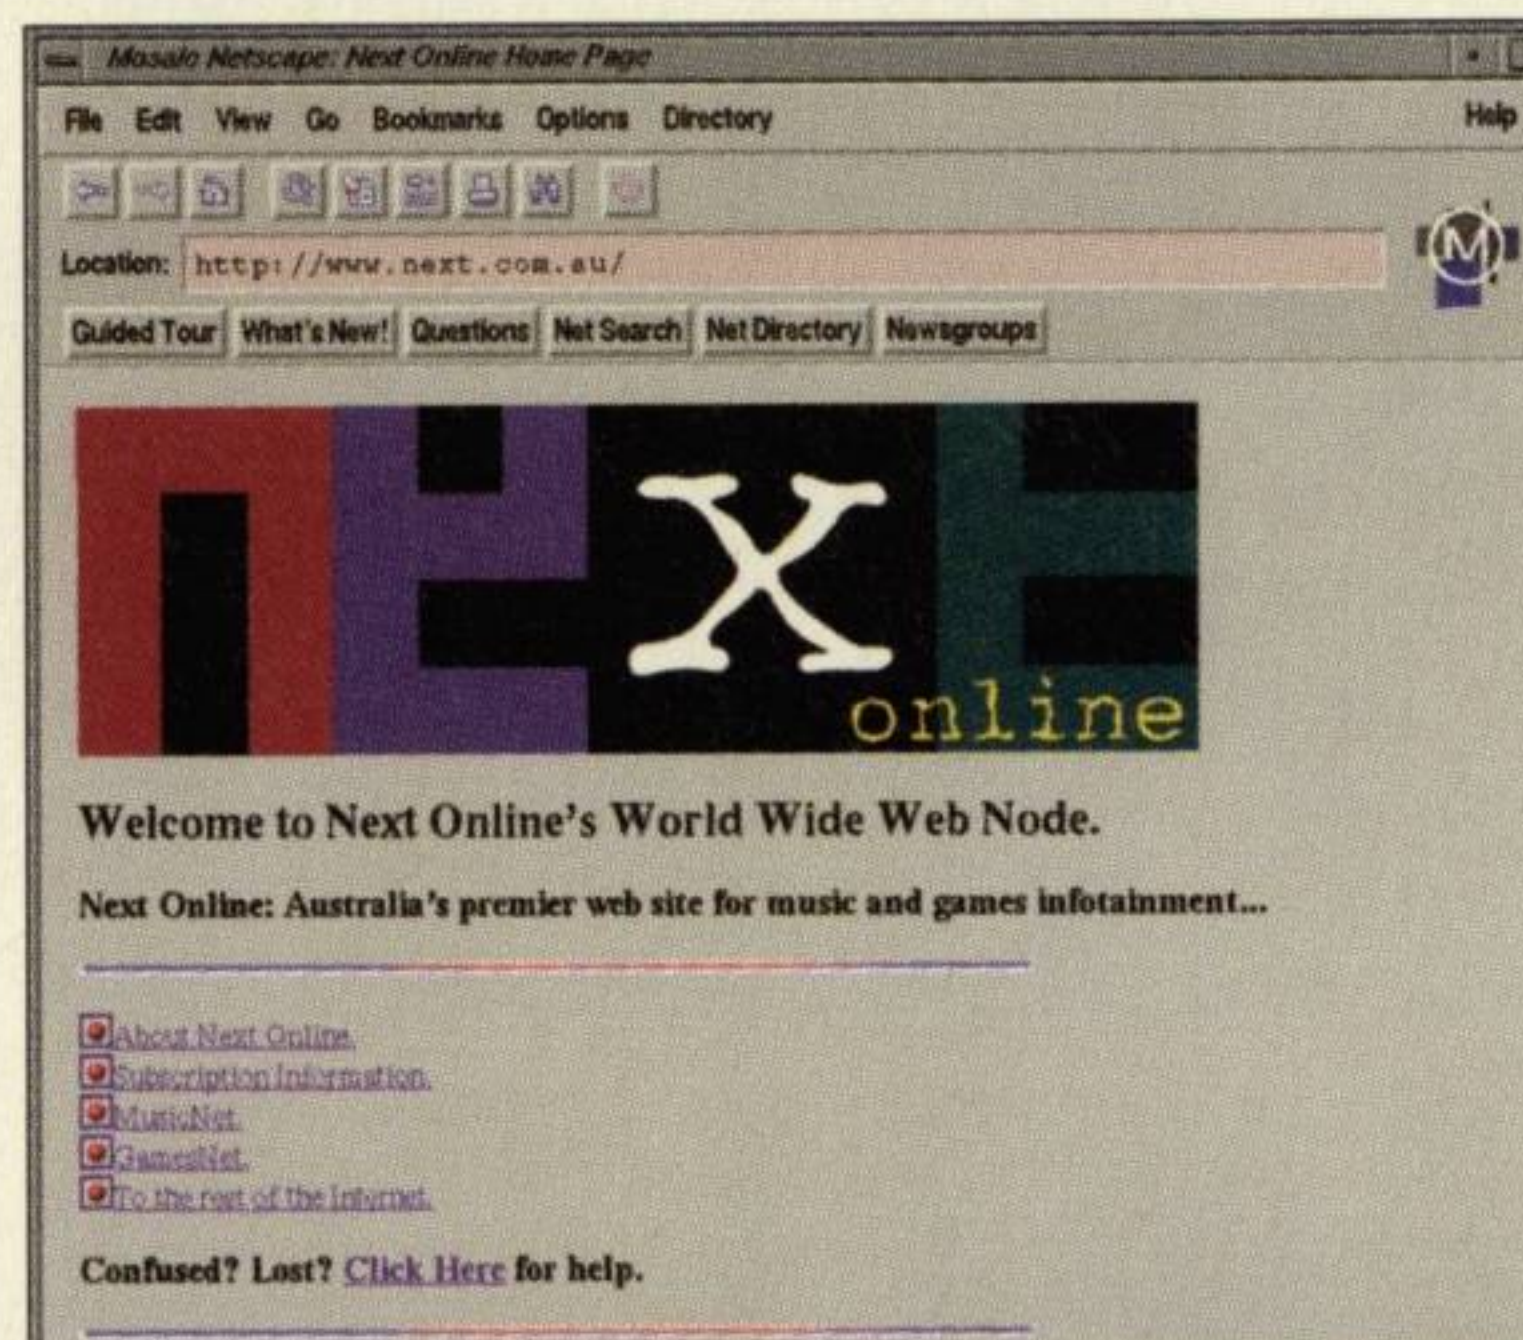 Mosaic Netscape: Next Online Home Page
File Edit View Go Bookmarks Options Directory Help
Location: http://www.next.com.au/
M
Guided Tour What's New! Questions Net Search Net Directory Newsgroups
next
online
Welcome to Next Online's World Wide Web Node.
Next Online: Australia's premier web site for music and games infotainment...
About Next Online.
Subscription Information.
MusicNet.
GamesNet.
To the rest of the Internet.
Confused? Lost? Click Here for help.